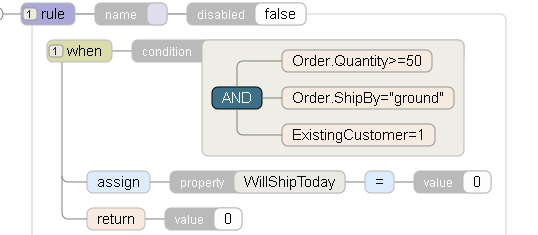 1 rule name disabled false
1 when condition
Order.Quantity>=50
AND
Order.ShipBy="ground"
ExistingCustomer=1
assign property WillShipToday = value 0
return value 0